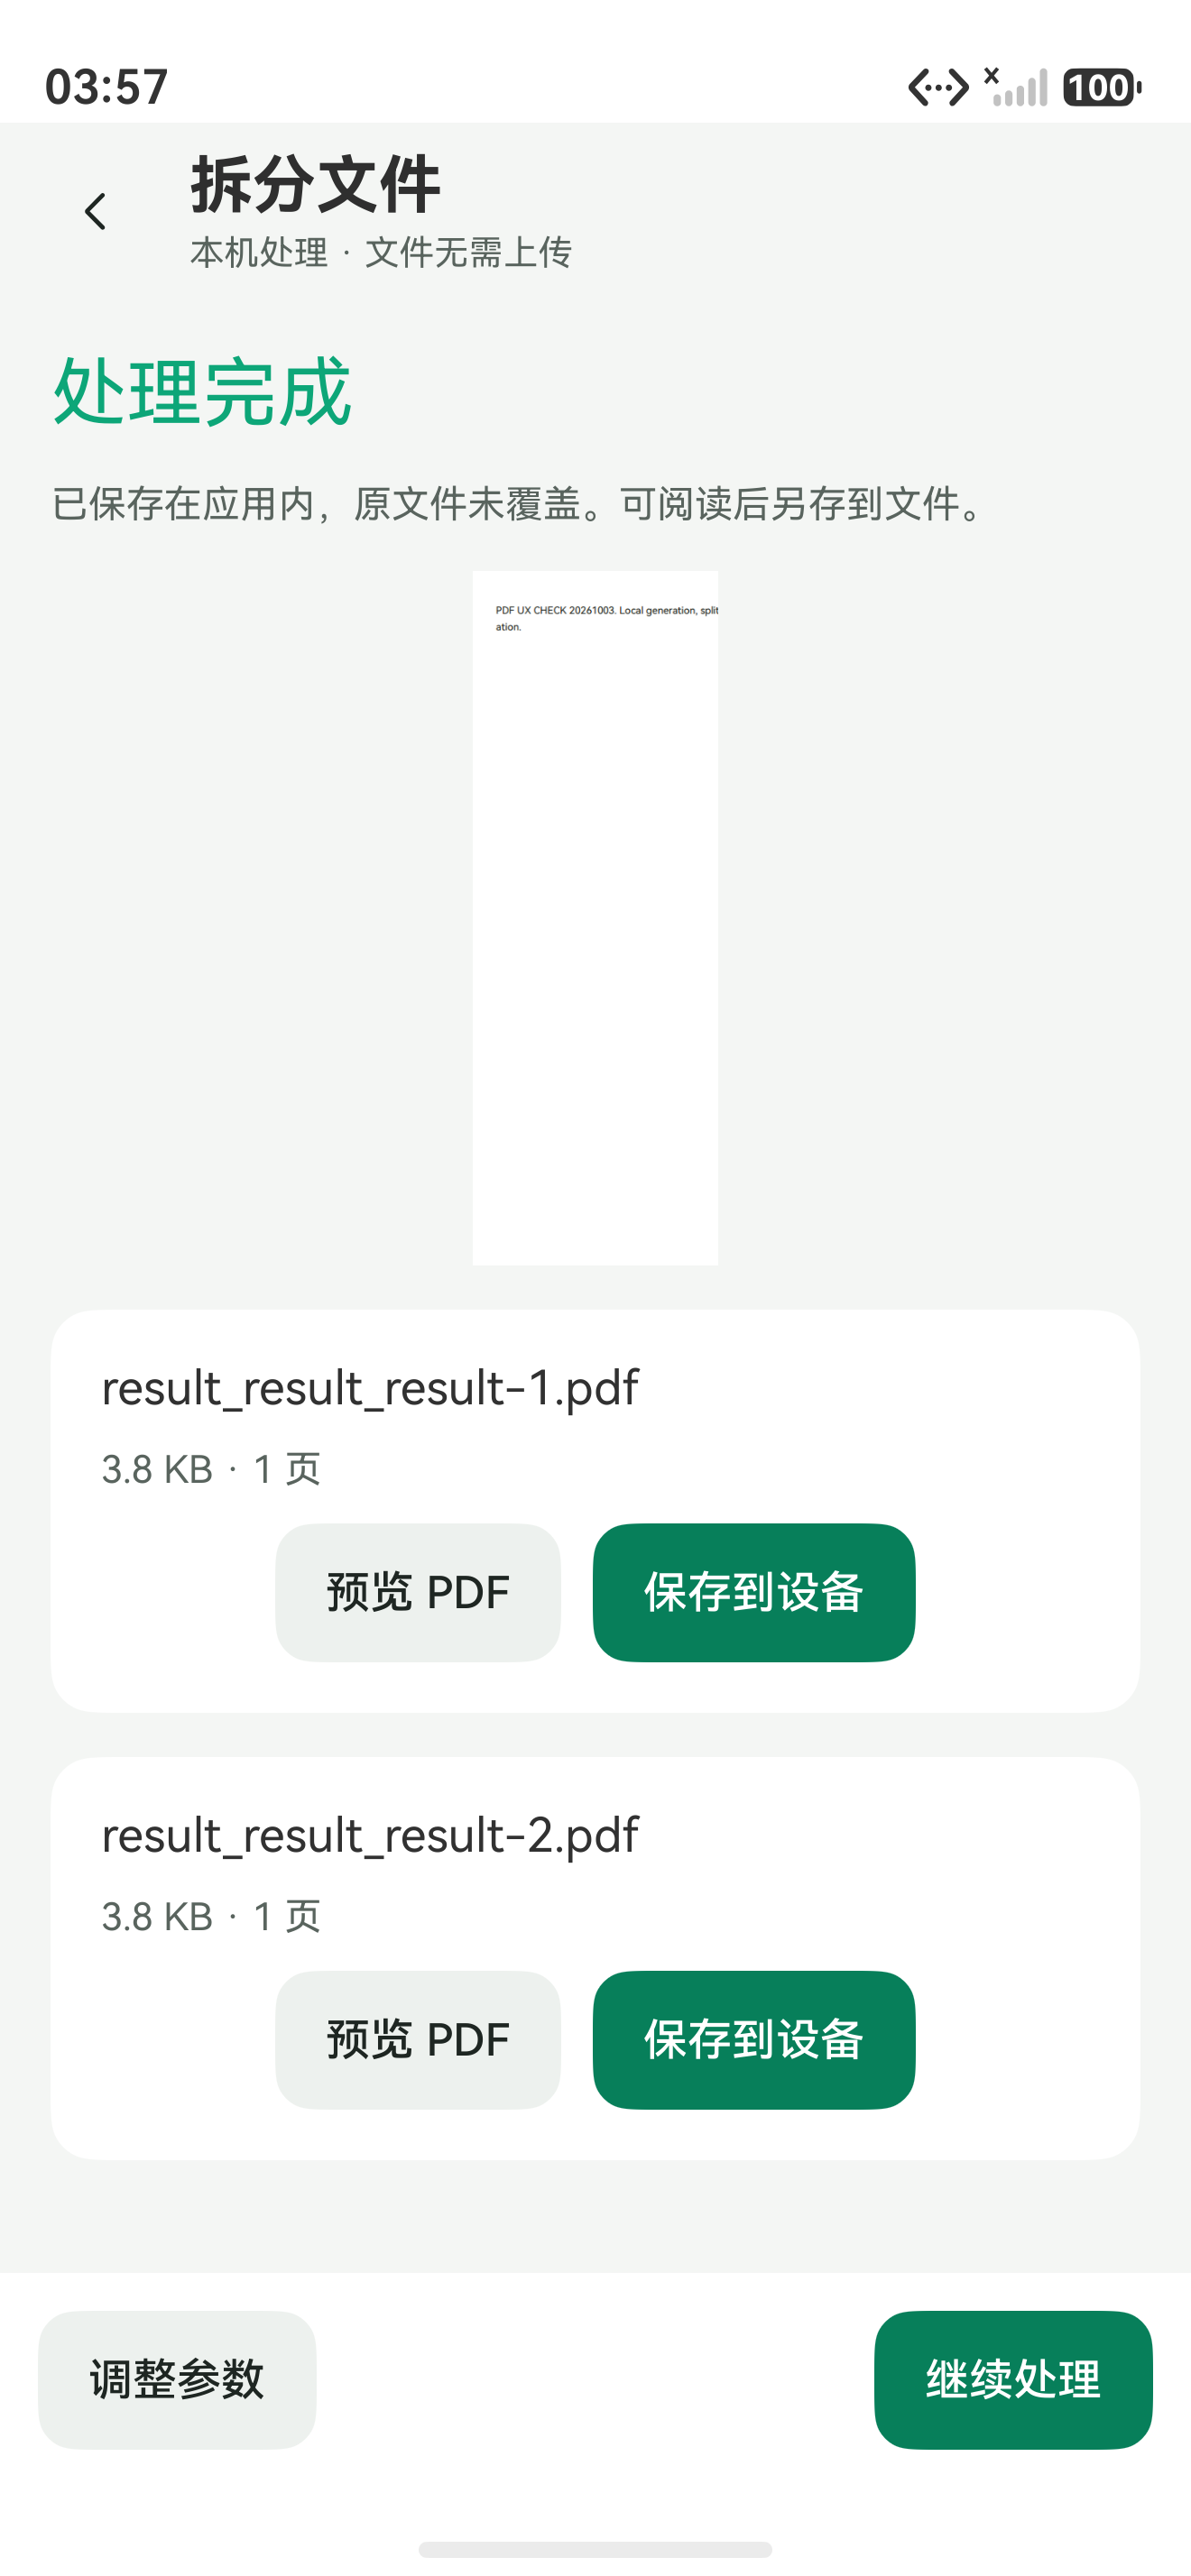 03:57
100
拆分文件
本机处理 · 文件无需上传
处理完成
已保存在应用内，原文件未覆盖。可阅读后另存到文件。
PDF UX CHECK 20261003. Local generation, split
ation.
result_result_result-1.pdf
3.8 KB · 1 页
预览 PDF
保存到设备
result_result_result-2.pdf
3.8 KB · 1 页
预览 PDF
保存到设备
调整参数
继续处理